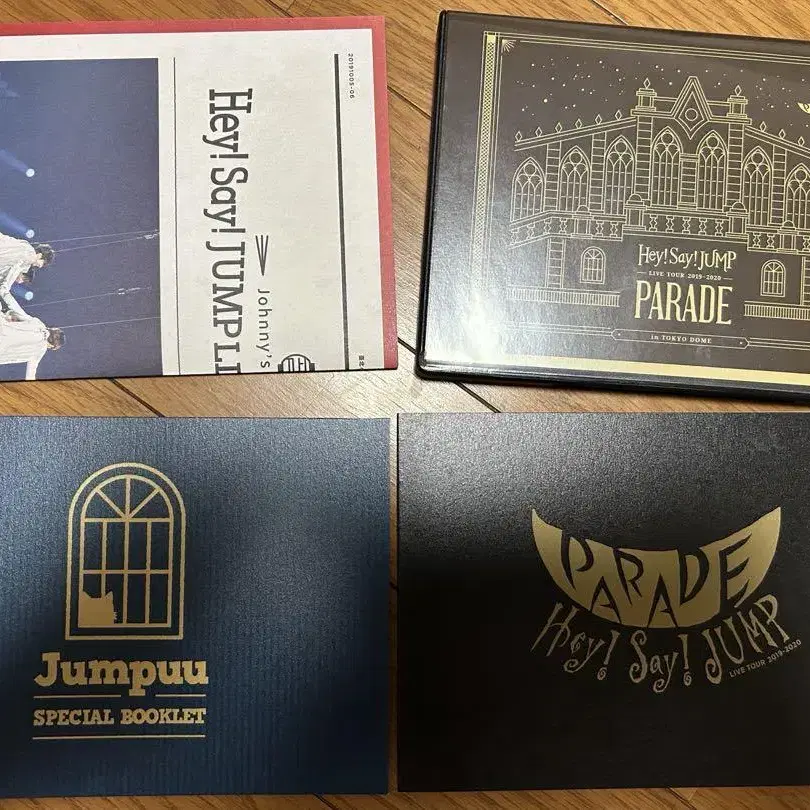 20191005-06
Hey! Say! JUMP LI
Johnny's
Hey! Say! JUMP
LIVE TOUR 2019-2020
PARADE
in TOKYO DOME
Jumpuu
SPECIAL BOOKLET
PARADE
Hey! Say! JUMP
LIVE TOUR 2019-2020